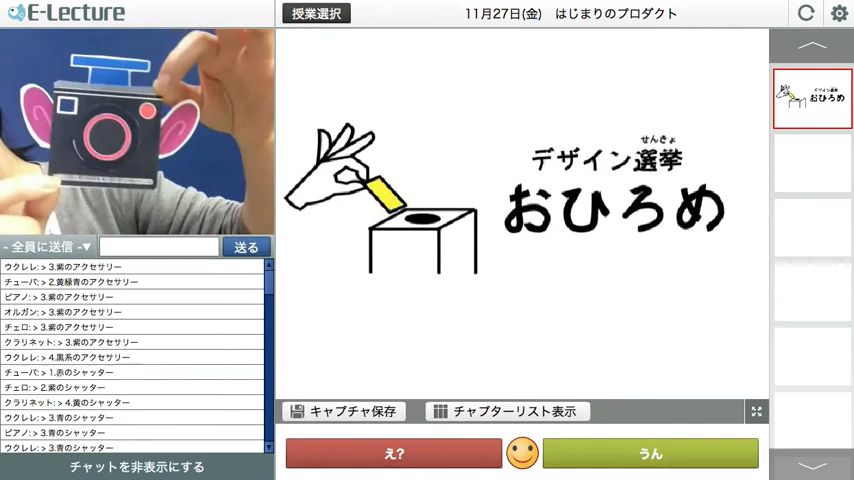 E-Lecture
授業選択
11月27日(金) はじまりのプロダクト
- 全員に送信 -▼
送る
ウクレレ: > 3.紫のアクセサリー
チューバ: > 2.黄緑青のアクセサリー
ピアノ: > 3.紫のアクセサリー
オルガン: > 3.紫のアクセサリー
チェロ: > 3.紫のアクセサリー
クラリネット: > 3.紫のアクセサリー
ウクレレ: > 4.黒系のアクセサリー
チューバ: > 1.赤のシャッター
チェロ: > 2.紫のシャッター
クラリネット: > 4.黄のシャッター
ウクレレ: > 3.青のシャッター
ピアノ: > 3.青のシャッター
ウクレレ: > 3.青のシャッター
チャットを非表示にする
せんきょ
デザイン選挙
おひろめ
キャプチャ保存
チャプターリスト表示
え?
うん
せんきょ
デザイン選挙
おひろめ